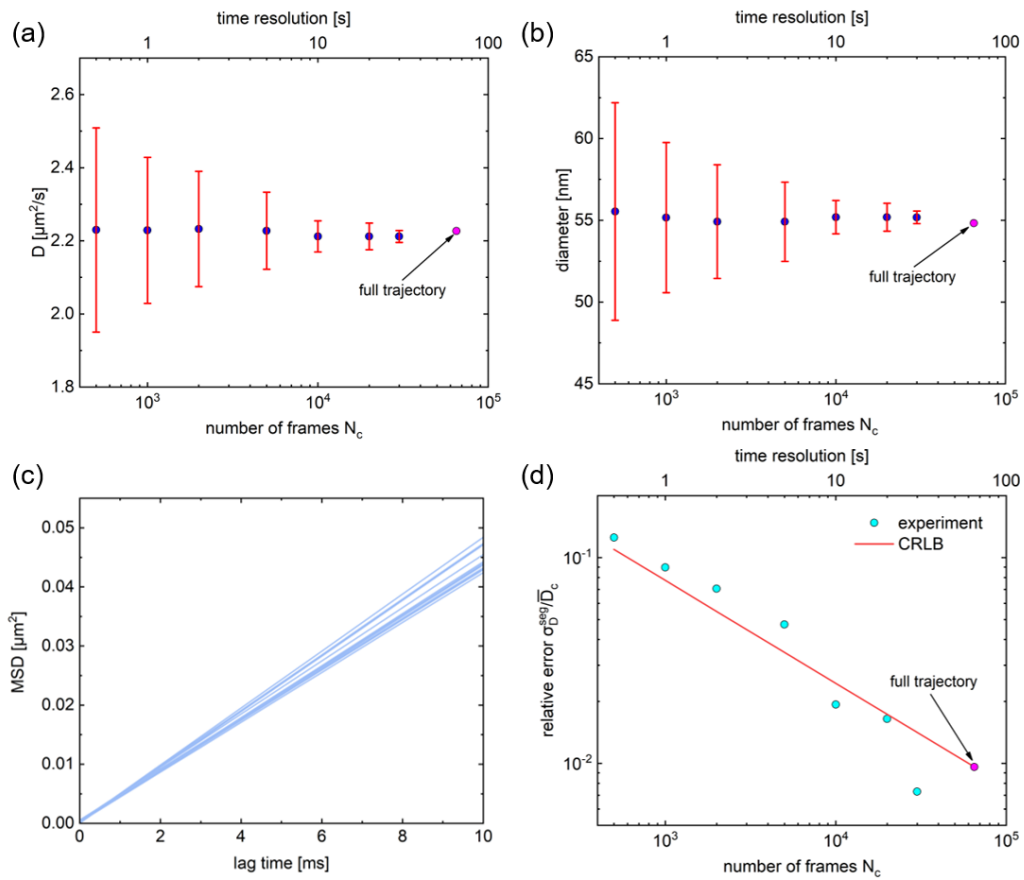 (a)
time resolution [s]
1 10 100
2.6
2.4
2.2
2.0
1.8
D [µm²/s]
full trajectory
10³ 10⁴ 10⁵
number of frames N_c
(b)
time resolution [s]
1 10 100
65
60
55
50
45
diameter [nm]
full trajectory
10³ 10⁴ 10⁵
number of frames N_c
(c)
0.05
0.04
0.03
0.02
0.01
0.00
MSD [µm²]
0 2 4 6 8 10
lag time [ms]
(d)
time resolution [s]
1 10 100
experiment
CRLB
10⁻¹
10⁻²
relative error σ_D^seg/D̅_c
full trajectory
10³ 10⁴ 10⁵
number of frames N_c